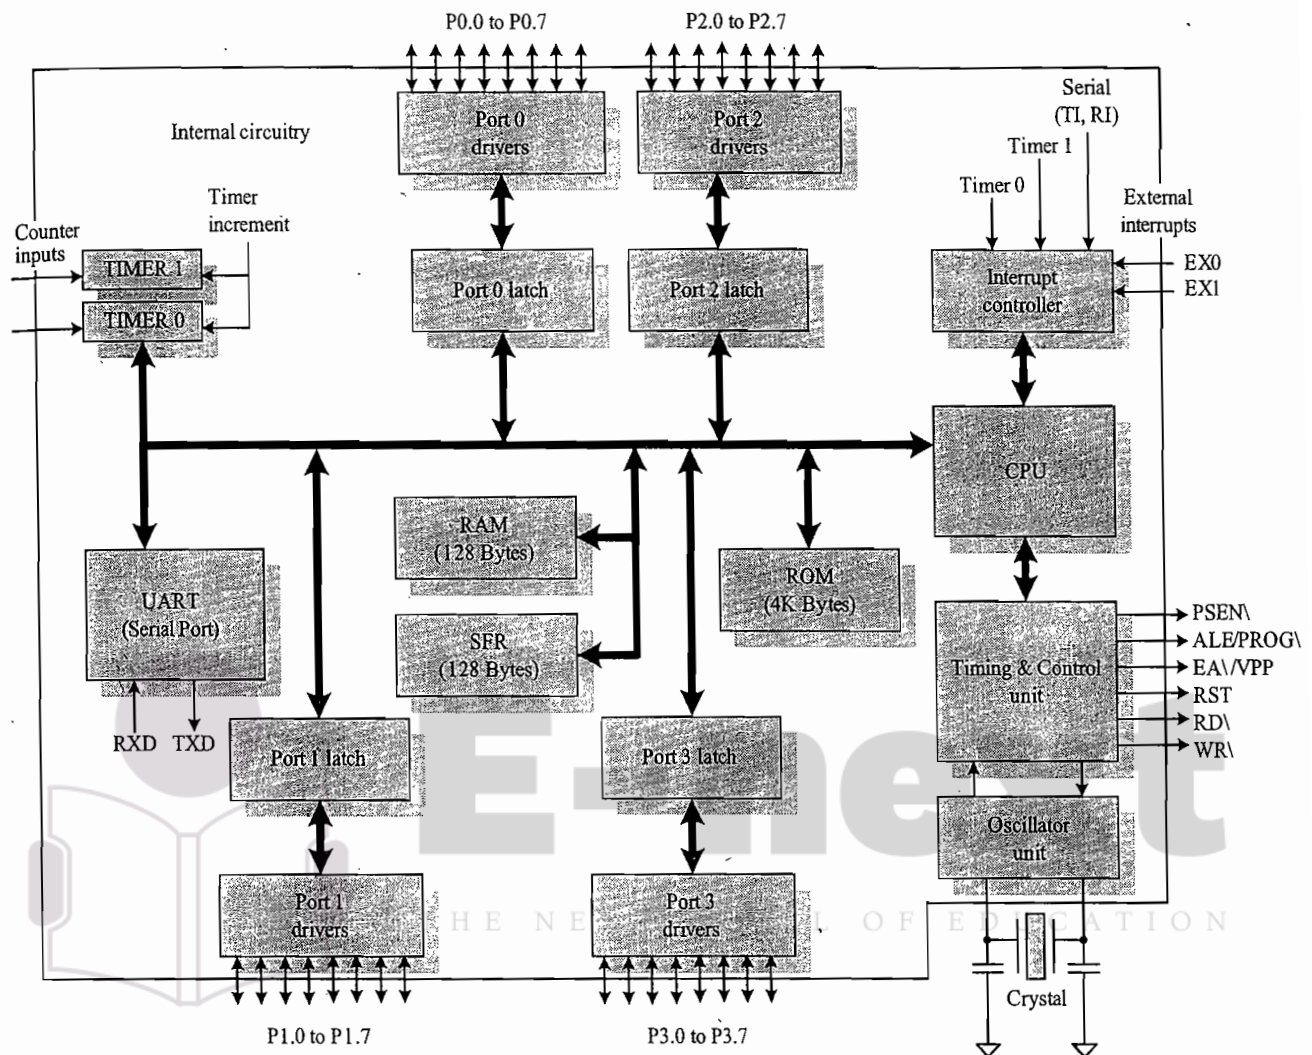 P0.0 to P0.7
P2.0 to P2.7
Port 0
drivers
Port 2
drivers
Serial
(TI, RI)
Internal circuitry
Timer 1
Timer 0
External
interrupts
Timer
increment
Counter
inputs
TIMER 1
TIMER 0
Port 0 latch
Port 2 latch
Interrupt
controller
EX0
EX1
CPU
RAM
(128 Bytes)
ROM
(4K Bytes)
UART
(Serial Port)
SFR
(128 Bytes)
Timing & Control
unit
PSEN\
ALE/PROG\
EA\/VPP
RST
RD\
WR\
RXD
TXD
Port 1 latch
Port 3 latch
E-next
Oscillator
unit
Port 1
drivers
Port 3
drivers
OF EDUCATION
Crystal
P1.0 to P1.7
P3.0 to P3.7